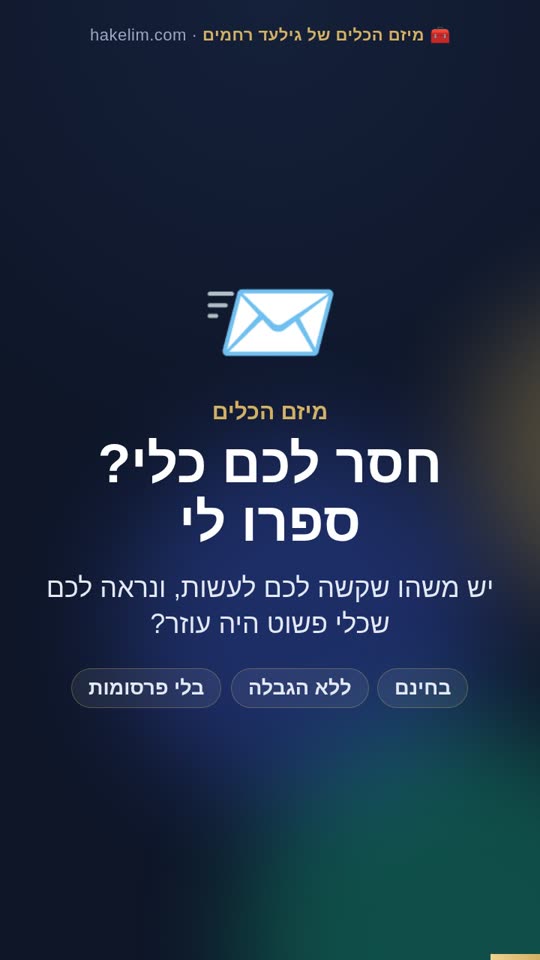 🧰 מיזם הכלים של גילעד רחמים · hakelim.com
מיזם הכלים
חסר לכם כלי?
ספרו לי
יש משהו שקשה לכם לעשות, ונראה לכם
שכלי פשוט היה עוזר?
בחינם
ללא הגבלה
בלי פרסומות